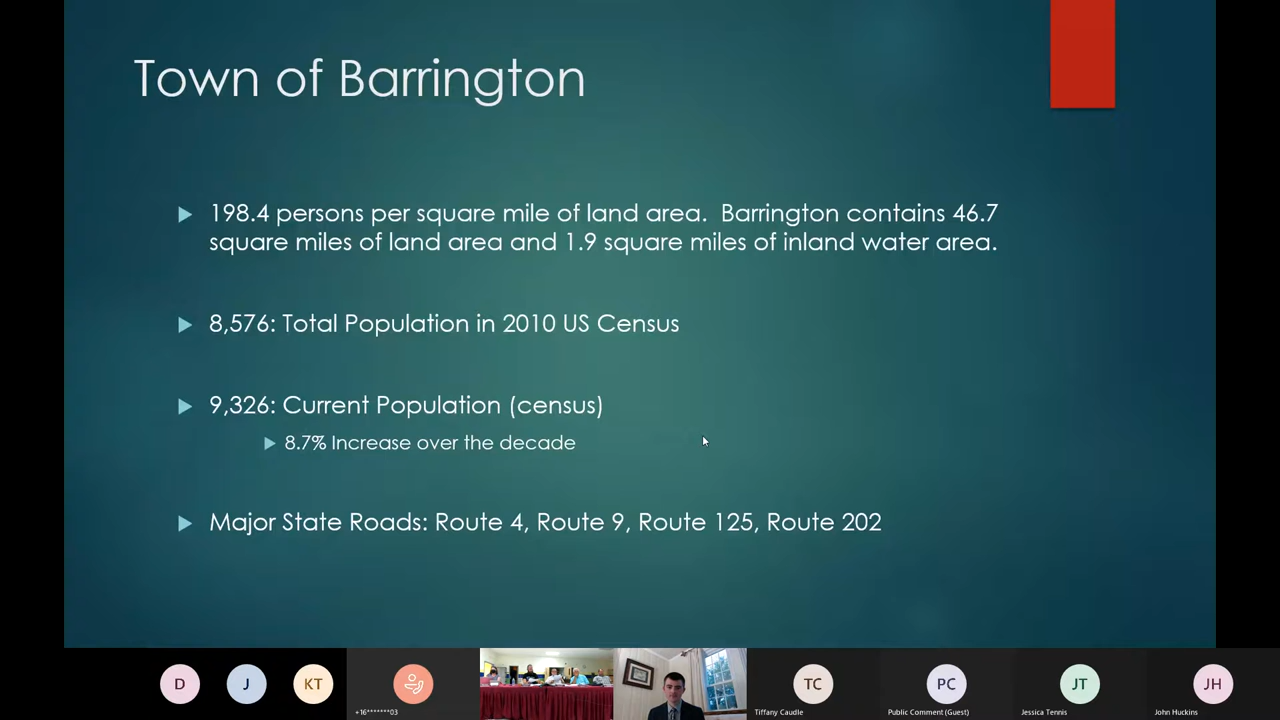 Town of Barrington
198.4 persons per square mile of land area.  Barrington contains 46.7
square miles of land area and 1.9 square miles of inland water area.
8,576: Total Population in 2010 US Census
9,326: Current Population (census)
8.7% Increase over the decade
Major State Roads: Route 4, Route 9, Route 125, Route 202
D
J
KT
TC
PC
JT
JH
+16*******03
Tiffany Caudle
Public Comment (Guest)
Jessica Tennis
John Huckins